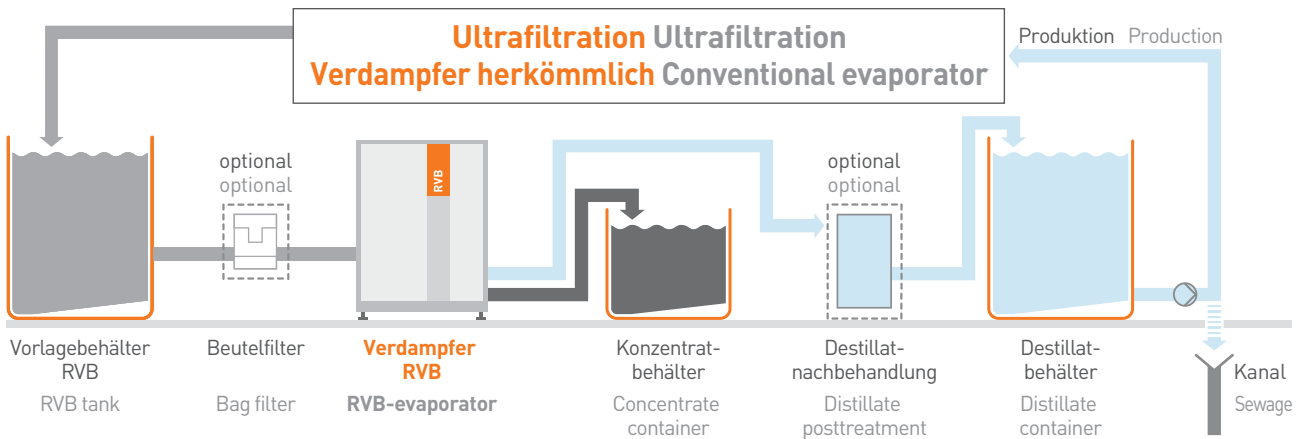 Ultrafiltration Ultrafiltration
Verdampfer herkömmlich Conventional evaporator
Produktion Production
optional
optional
RVB
optional
optional
Vorlagebehälter
RVB
RVB tank
Beutelfilter
Bag filter
Verdampfer
RVB
RVB-evaporator
Konzentrat-
behälter
Concentrate
container
Destillat-
nachbehandlung
Distillate
posttreatment
Destillat-
behälter
Distillate
container
Kanal
Sewage